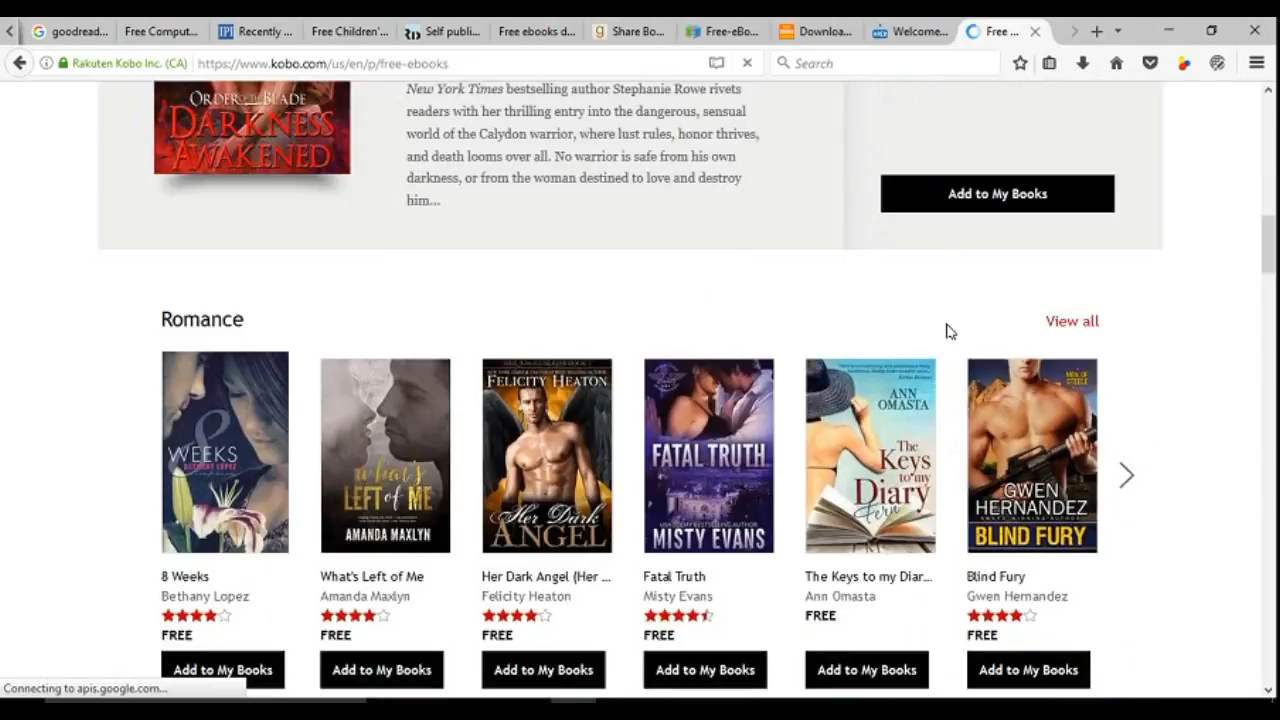 goodread...
Free Comput...
Recently ...
Free Children'...
Self publi...
Free ebooks d...
Share Bo...
Free-eBo...
Downloa...
Welcome...
Free ...
Rakuten Kobo Inc. (CA)
https://www.kobo.com/us/en/p/free-ebooks
Search
ORDER OF THE BLADE
DARKNESS
AWAKENED
New York Times bestselling author Stephanie Rowe rivets
readers with her thrilling entry into the dangerous, sensual
world of the Calydon warrior, where lust rules, honor thrives,
and death looms over all. No warrior is safe from his own
darkness, or from the woman destined to love and destroy
him...
Add to My Books
Romance
View all
8
WEEKS
BETHANY LOPEZ
what's
LEFT of ME
AMANDA MAXLYN
FELICITY HEATON
Her Dark
ANGEL
FATAL TRUTH
MISTY EVANS
ANN
OMASTA
The
Keys
to my
Diary
Fern
MEN OF
STEELE
GWEN
HERNANDEZ
BLIND FURY
8 Weeks
Bethany Lopez
FREE
Add to My Books
What's Left of Me
Amanda Maxlyn
FREE
Add to My Books
Her Dark Angel (Her ...
Felicity Heaton
FREE
Add to My Books
Fatal Truth
Misty Evans
FREE
Add to My Books
The Keys to my Diar...
Ann Omasta
FREE
Add to My Books
Blind Fury
Gwen Hernandez
FREE
Add to My Books
Connecting to apis.google.com...